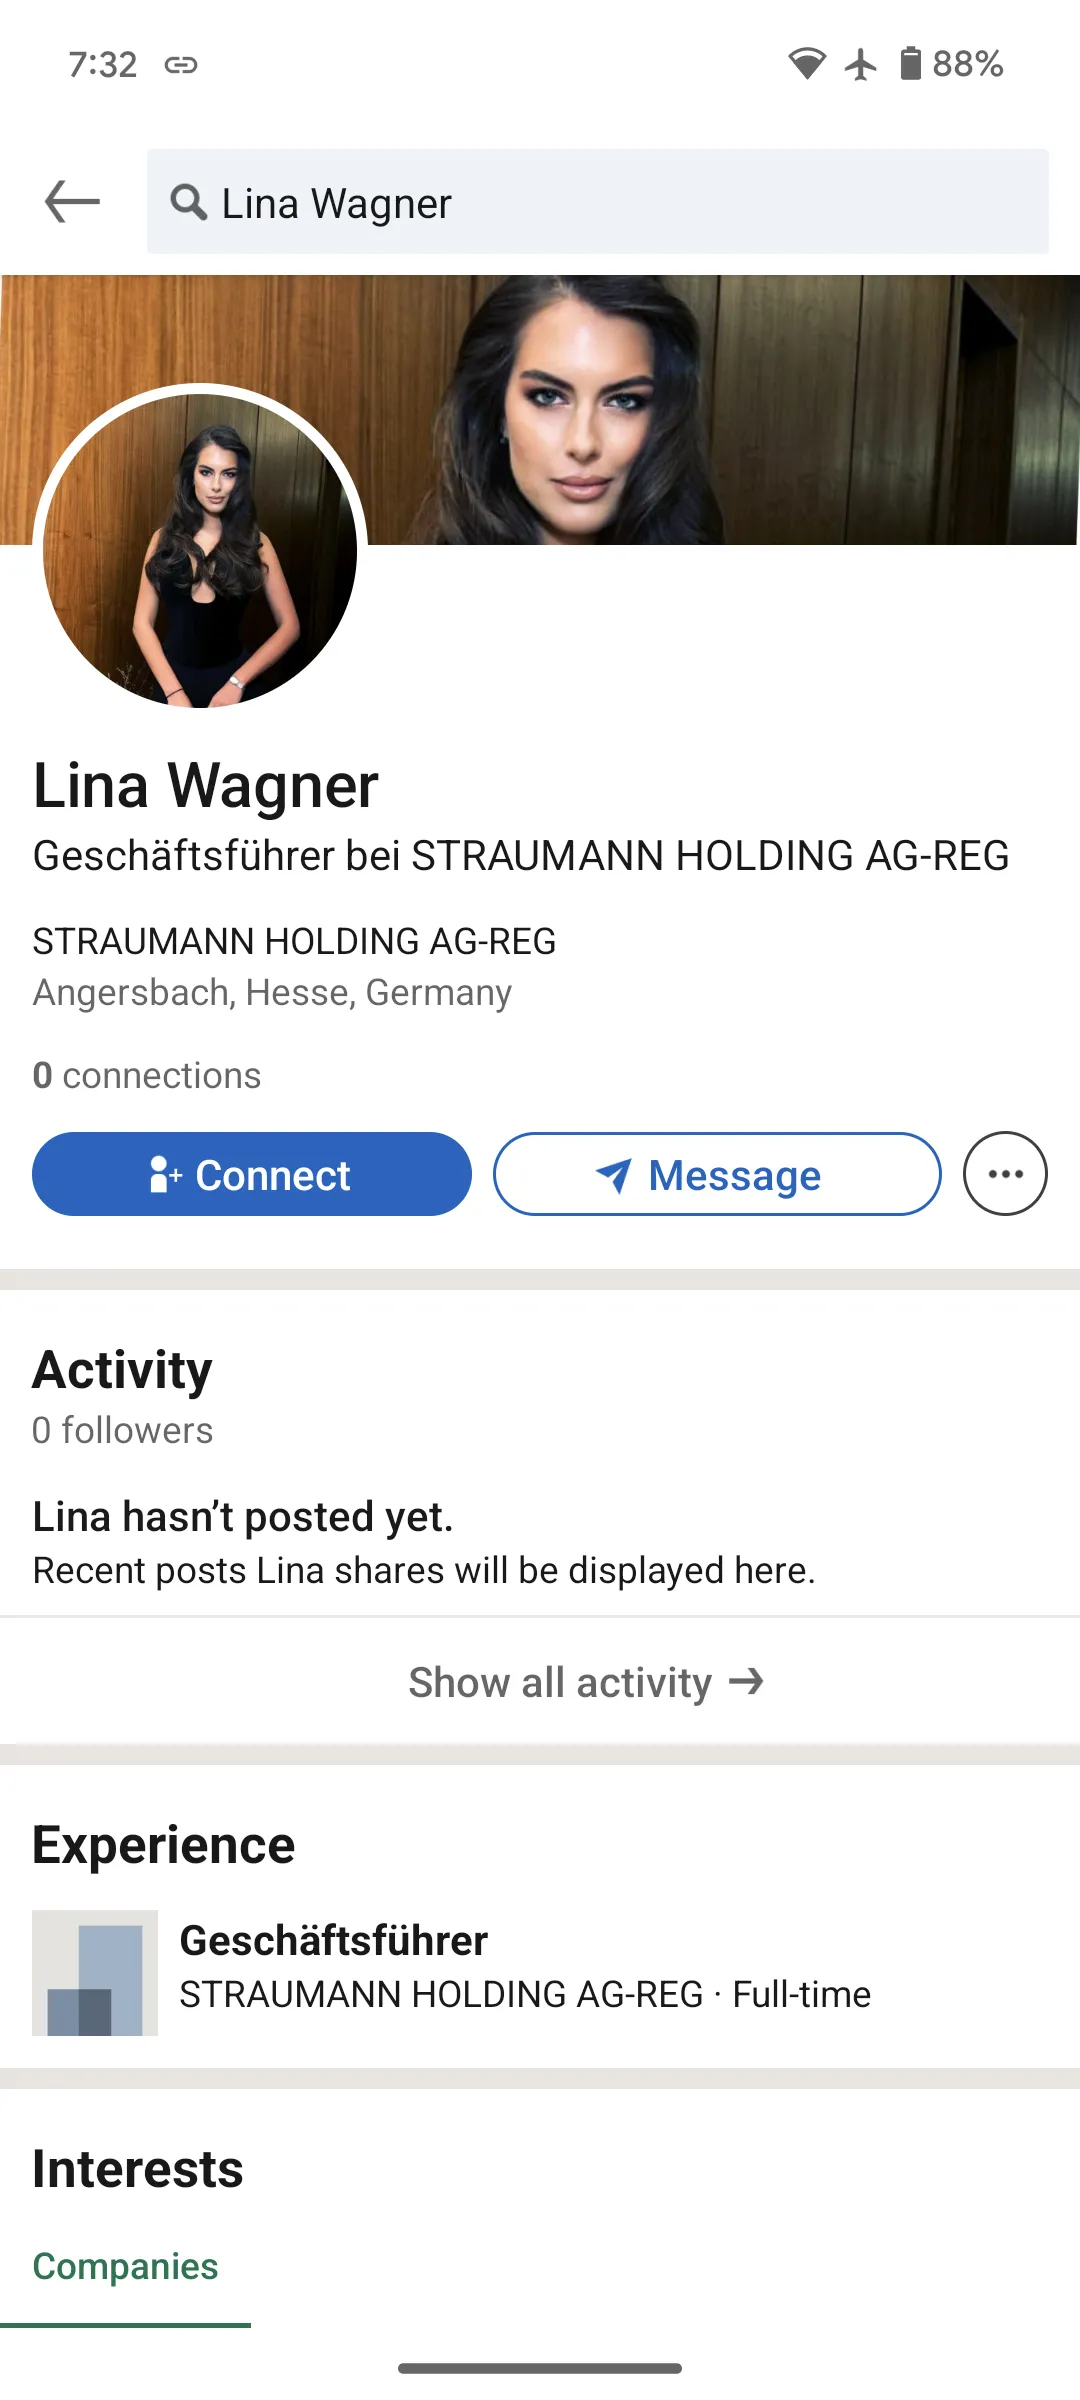 7:32
88%
Lina Wagner
Lina Wagner
Geschäftsführer bei STRAUMANN HOLDING AG-REG
STRAUMANN HOLDING AG-REG
Angersbach, Hesse, Germany
0 connections
Connect
Message
Activity
0 followers
Lina hasn’t posted yet.
Recent posts Lina shares will be displayed here.
Show all activity →
Experience
Geschäftsführer
STRAUMANN HOLDING AG-REG · Full-time
Interests
Companies